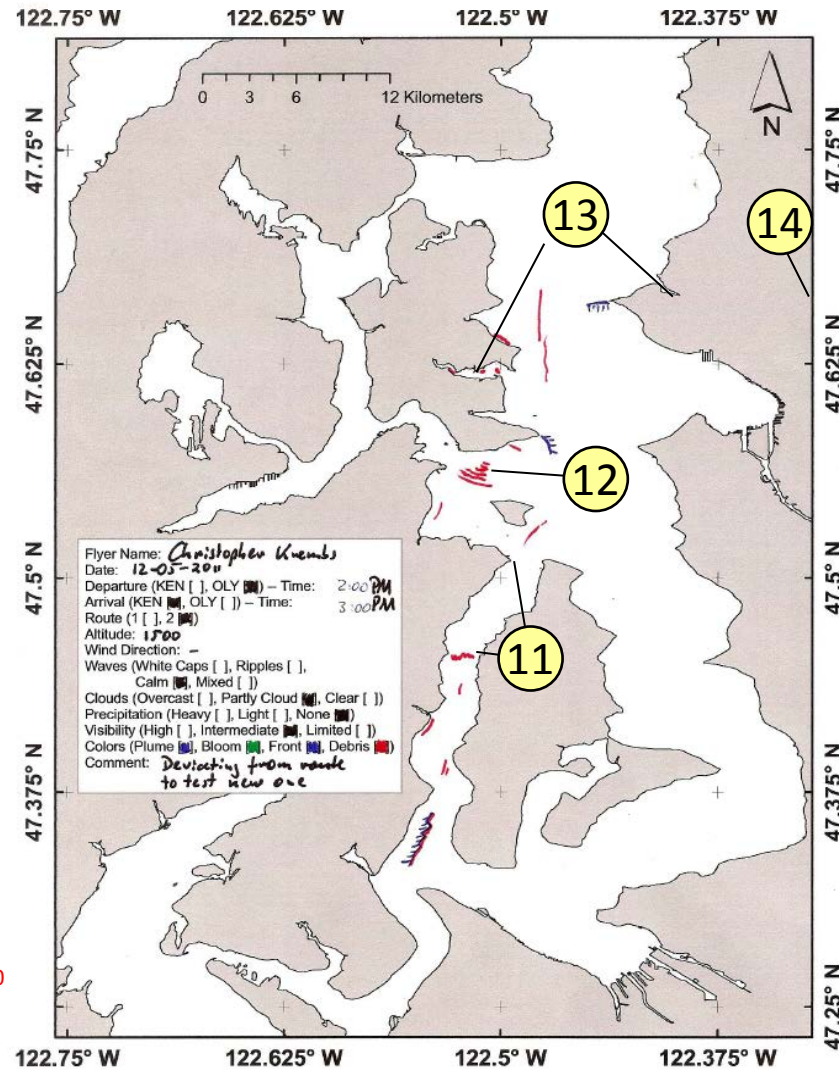 122.75° W 122.625° W 122.5° W 122.375° W
0 3 6 12 Kilometers
N
47.75° N 47.75° N
13
14
47.625° N 47.625° N
12
47.5° N 47.5° N
11
Flyer Name: Christopher Krembs
Date: 12-05-2011
Departure (KEN [ ], OLY [■]) – Time: 2:00 PM
Arrival (KEN [■], OLY [ ]) – Time: 3:00 PM
Route (1 [ ], 2 [■])
Altitude: 1500
Wind Direction: –
Waves (White Caps [ ], Ripples [ ],
Calm [■], Mixed [ ])
Clouds (Overcast [ ], Partly Cloud [■], Clear [ ])
Precipitation (Heavy [ ], Light [ ], None [■])
Visibility (High [ ], Intermediate [■], Limited [ ])
Colors (Plume [■], Bloom [■], Front [■], Debris [■])
Comment: Deviating from route
to test new one
47.375° N 47.375° N
0
47.25° N 47.25° N
122.75° W 122.625° W 122.5° W 122.375° W